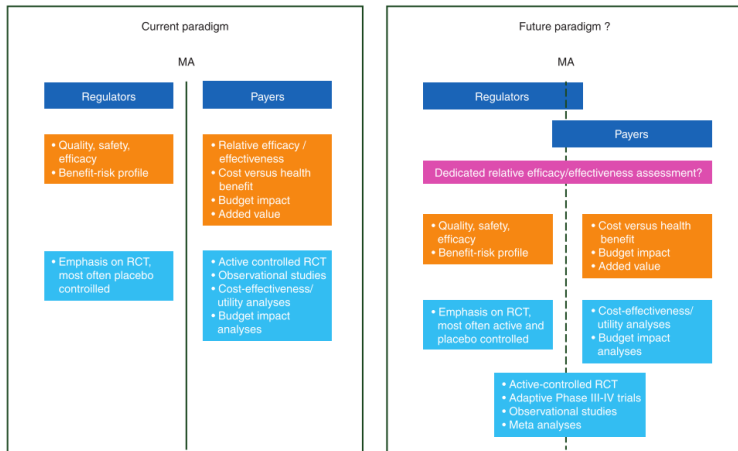 Current paradigm
MA
Regulators
Payers
• Quality, safety,
efficacy
• Benefit-risk profile
• Relative efficacy /
effectiveness
• Cost versus health
benefit
• Budget impact
• Added value
• Emphasis on RCT,
most often placebo
controilled
• Active controlled RCT
• Observational studies
• Cost-effectiveness/
utility analyses
• Budget impact
analyses
Future paradigm ?
MA
Regulators
Payers
Dedicated relative efficacy/effectiveness assessment?
• Quality, safety,
efficacy
• Benefit-risk profile
• Cost versus health
benefit
• Budget impact
• Added value
• Emphasis on RCT,
most often active and
placebo controlled
• Cost-effectiveness/
utility analyses
• Budget impact
analyses
• Active-controlled RCT
• Adaptive Phase III-IV trials
• Observational studies
• Meta analyses